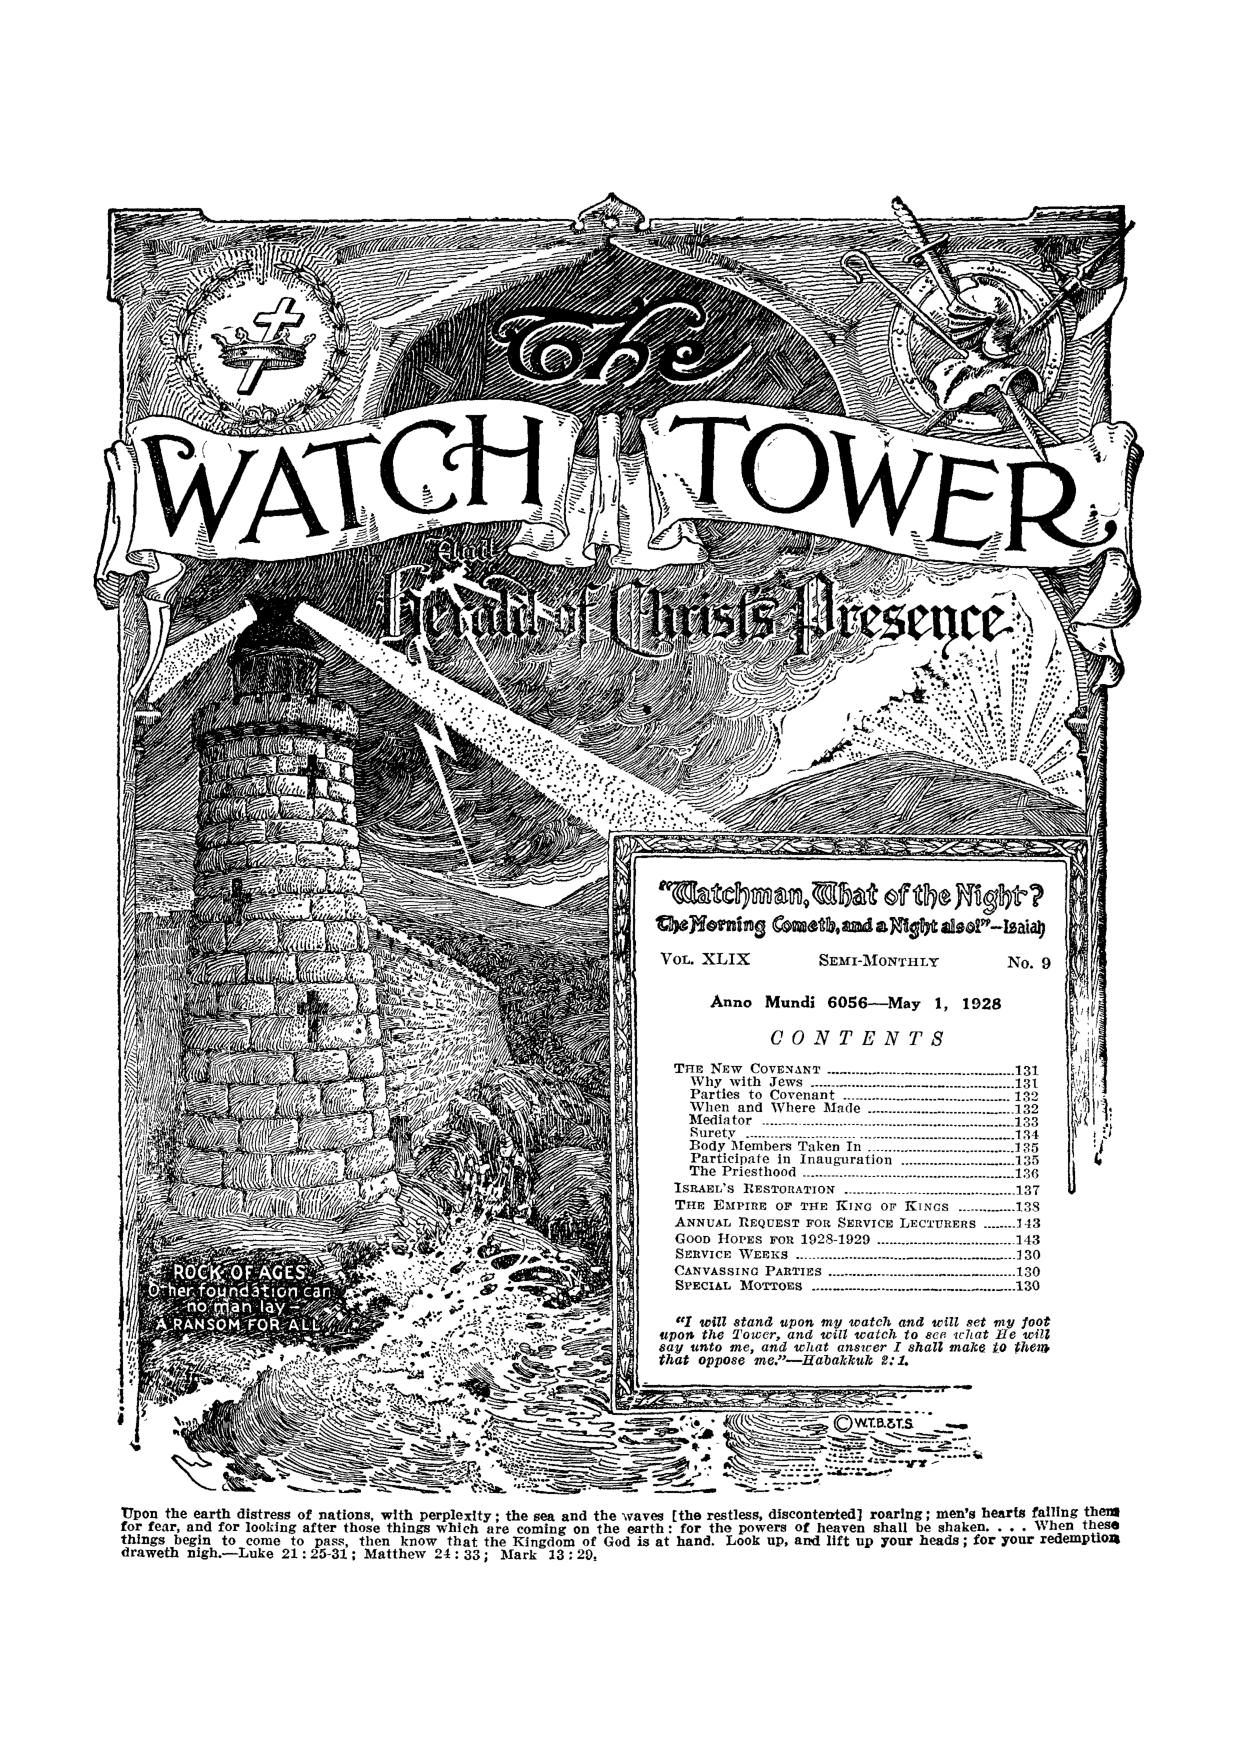 The
WATCH TOWER
And
Herald of Christ's Presence
"Watchman, What of the Night?
The Morning Cometh, and a Night also!"—Isaiah
VOL. XLIX SEMI-MONTHLY No. 9
Anno Mundi 6056—May 1, 1928
CONTENTS
THE NEW COVENANT 131
Why with Jews 131
Parties to Covenant 132
When and Where Made 132
Mediator 133
Surety 134
Body Members Taken In 135
Participate in Inauguration 135
The Priesthood 136
ISRAEL'S RESTORATION 137
THE EMPIRE OF THE KING OF KINGS 138
ANNUAL REQUEST FOR SERVICE LECTURERS 143
GOOD HOPES FOR 1928-1929 143
SERVICE WEEKS 130
CANVASSING PARTIES 130
SPECIAL MOTTOES 130
"I will stand upon my watch and will set my foot
upon the Tower, and will watch to see what He will
say unto me, and what answer I shall make to them
that oppose me."—Habakkuk 2:1.
ROCK OF AGES
Other foundation can
no man lay —
A RANSOM FOR ALL
© W.T.B.&T.S.
Upon the earth distress of nations, with perplexity; the sea and the waves [the restless, discontented] roaring; men's hearts failing them
for fear, and for looking after those things which are coming on the earth: for the powers of heaven shall be shaken. . . . When these
things begin to come to pass, then know that the Kingdom of God is at hand. Look up, and lift up your heads; for your redemption
draweth nigh.—Luke 21:25-31; Matthew 24:33; Mark 13:29.